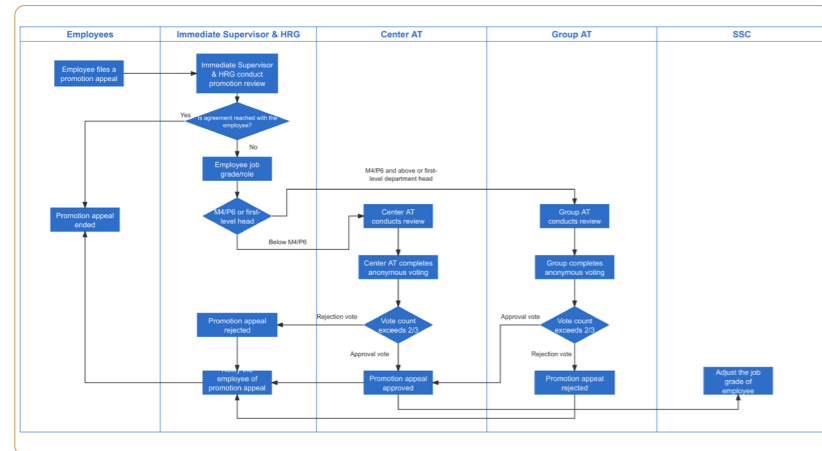 Employees
Immediate Supervisor & HRG
Center AT
Group AT
SSC
Employee files a
promotion appeal
Immediate Supervisor
& HRG conduct
promotion review
Is agreement reached with the
employee?
Yes
No
Employee job
grade/role
M4/P6 and above or first-
level department head
M4/P6 or first-
level head
Below M4/P6
Promotion appeal
ended
Center AT
conducts review
Group AT
conducts review
Center AT completes
anonymous voting
Group completes
anonymous voting
Promotion appeal
rejected
Rejection vote
Vote count
exceeds 2/3
Approval vote
Vote count
exceeds 2/3
Approval vote
Rejection vote
employee of
promotion appeal
Promotion appeal
approved
Promotion appeal
rejected
Adjust the job
grade of
employee